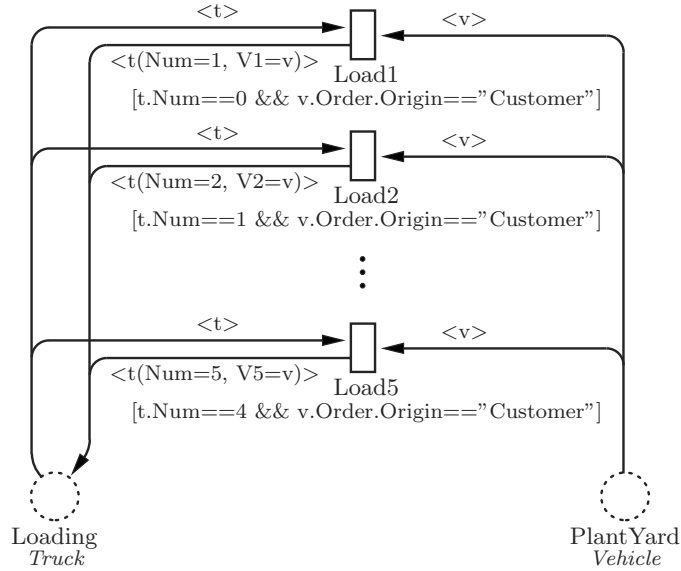 <t>
<v>
<t(Num=1, V1=v)>
Load1
[t.Num==0 && v.Order.Origin=="Customer"]
<t>
<v>
<t(Num=2, V2=v)>
Load2
[t.Num==1 && v.Order.Origin=="Customer"]
<t>
<v>
<t(Num=5, V5=v)>
Load5
[t.Num==4 && v.Order.Origin=="Customer"]
Loading
Truck
PlantYard
Vehicle